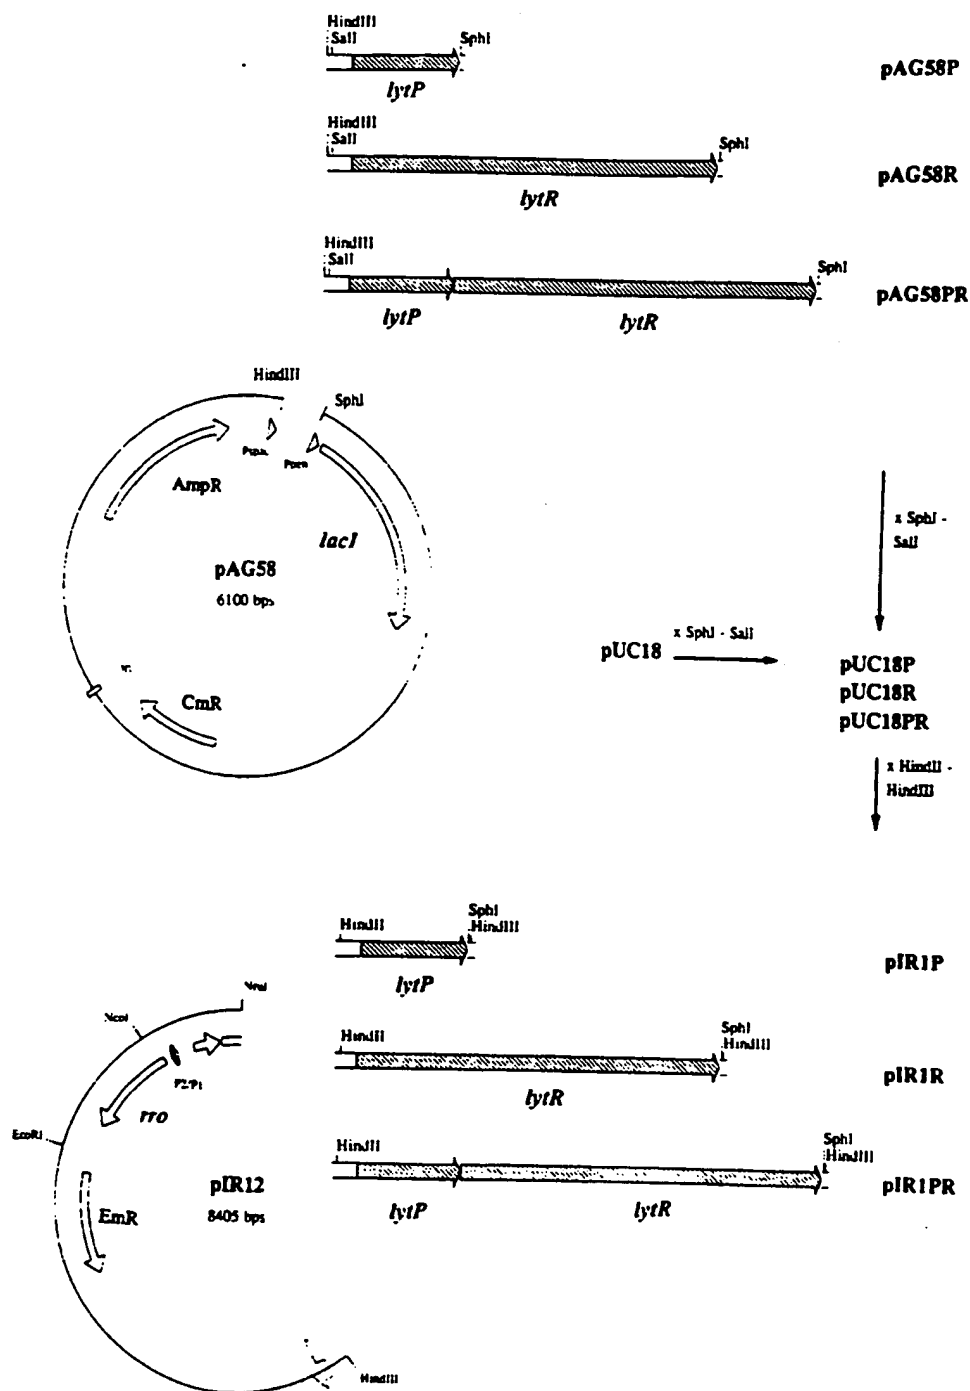 HindIII
SalI
SphI
lytP
pAG58P
HindIII
SalI
SphI
lytR
pAG58R
HindIII
SalI
SphI
lytP
lytR
pAG58PR
HindIII
SphI
AmpR
lacI
pAG58
6100 bps
CmR
x SphI -
SalI
pUC18
x SphI - SalI
pUC18P
pUC18R
pUC18PR
x HindII -
HindIII
HindII
SphI
HindIII
lytP
pIR1P
NruI
NcoI
P2/P1
rro
EcoRI
HindII
SphI
HindIII
lytR
pIR1R
HindII
SphI
HindIII
lytP
lytR
pIR1PR
pIR12
8405 bps
EmR
HindIII